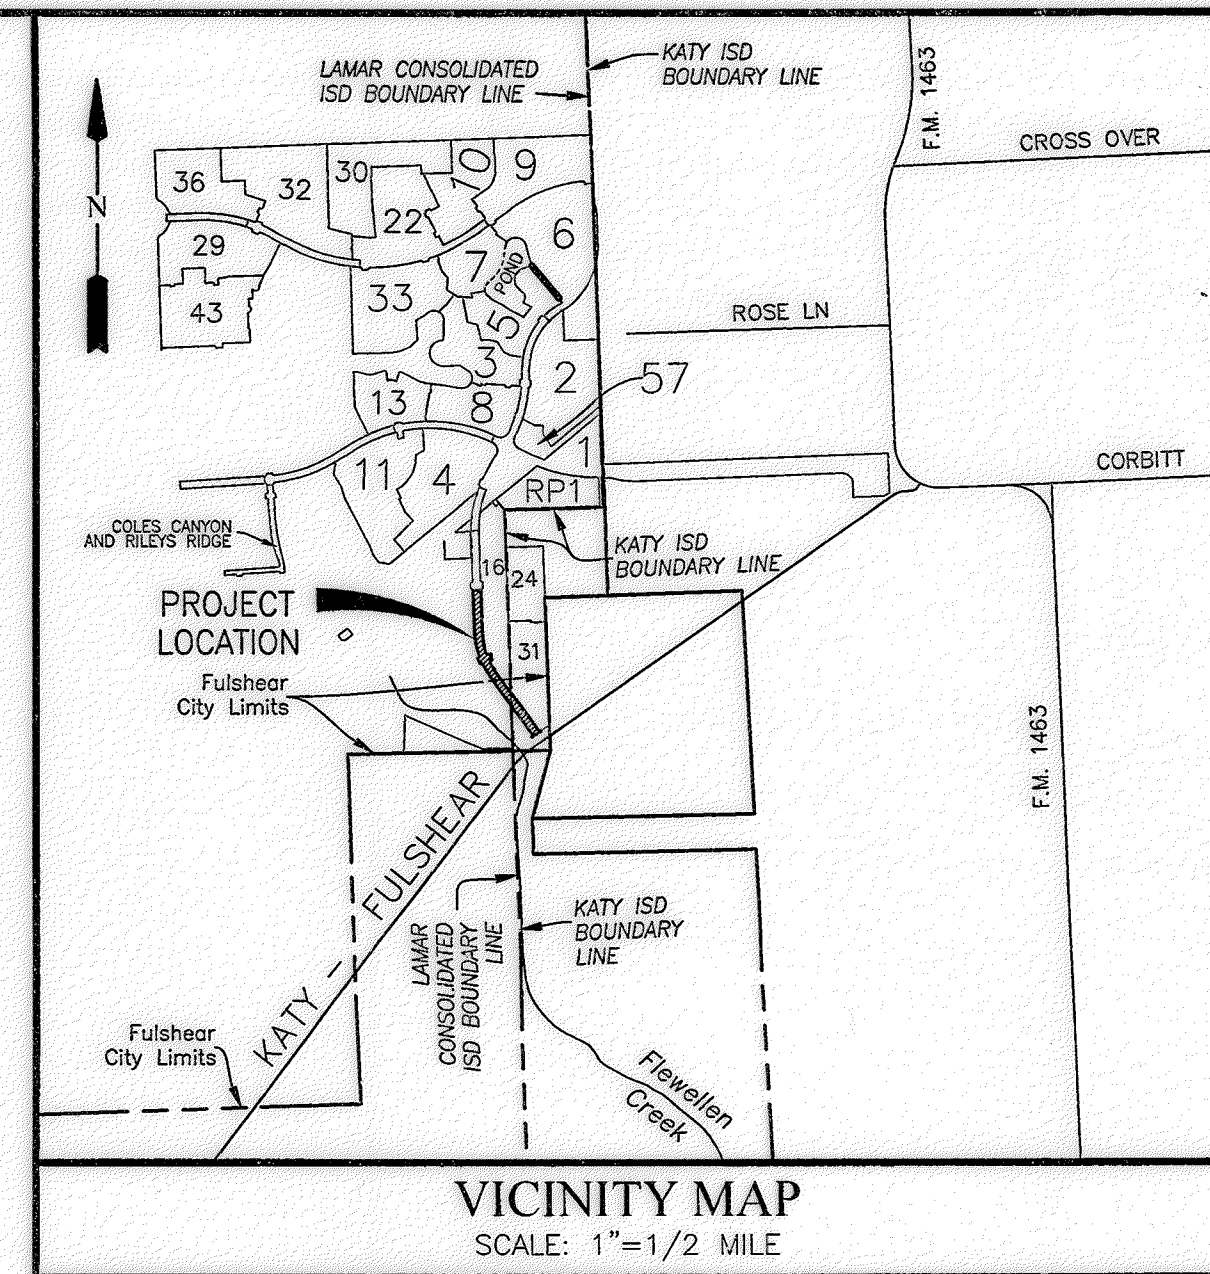 LAMAR CONSOLIDATED
ISD BOUNDARY LINE
KATY ISD
BOUNDARY LINE
F.M. 1463
CROSS OVER
N
36
32
30
10
9
22
29
6
7
POND
43
33
5
ROSE LN
3
2
57
13
8
1
11
4
RP1
CORBITT
COLES CANYON
AND RILEYS RIDGE
KATY ISD
BOUNDARY LINE
16
24
PROJECT
LOCATION
31
Fulshear
City Limits
F.M. 1463
KATY - FULSHEAR
LAMAR
CONSOLIDATED
ISD BOUNDARY
LINE
KATY ISD
BOUNDARY
LINE
Fulshear
City Limits
Flewellen
Creek
VICINITY MAP
SCALE: 1"=1/2 MILE